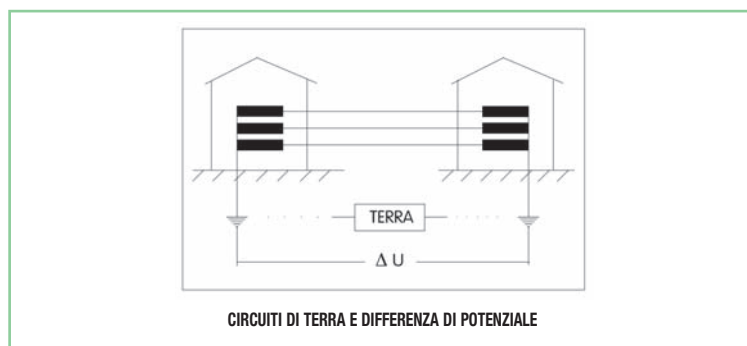 TERRA
Δ U
CIRCUITI DI TERRA E DIFFERENZA DI POTENZIALE